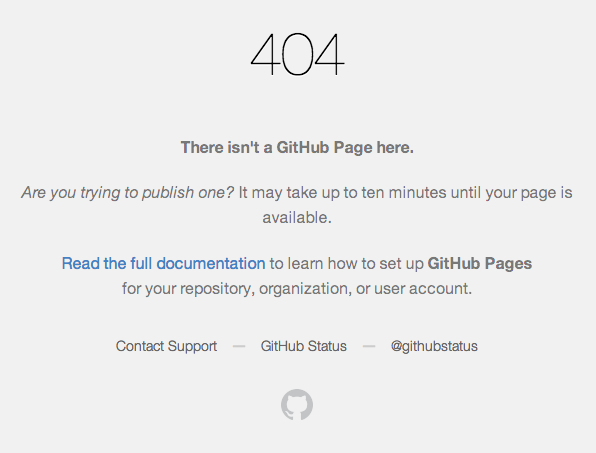 404
There isn't a GitHub Page here.
Are you trying to publish one? It may take up to ten minutes until your page is
available.
Read the full documentation to learn how to set up GitHub Pages
for your repository, organization, or user account.
Contact Support — GitHub Status — @githubstatus